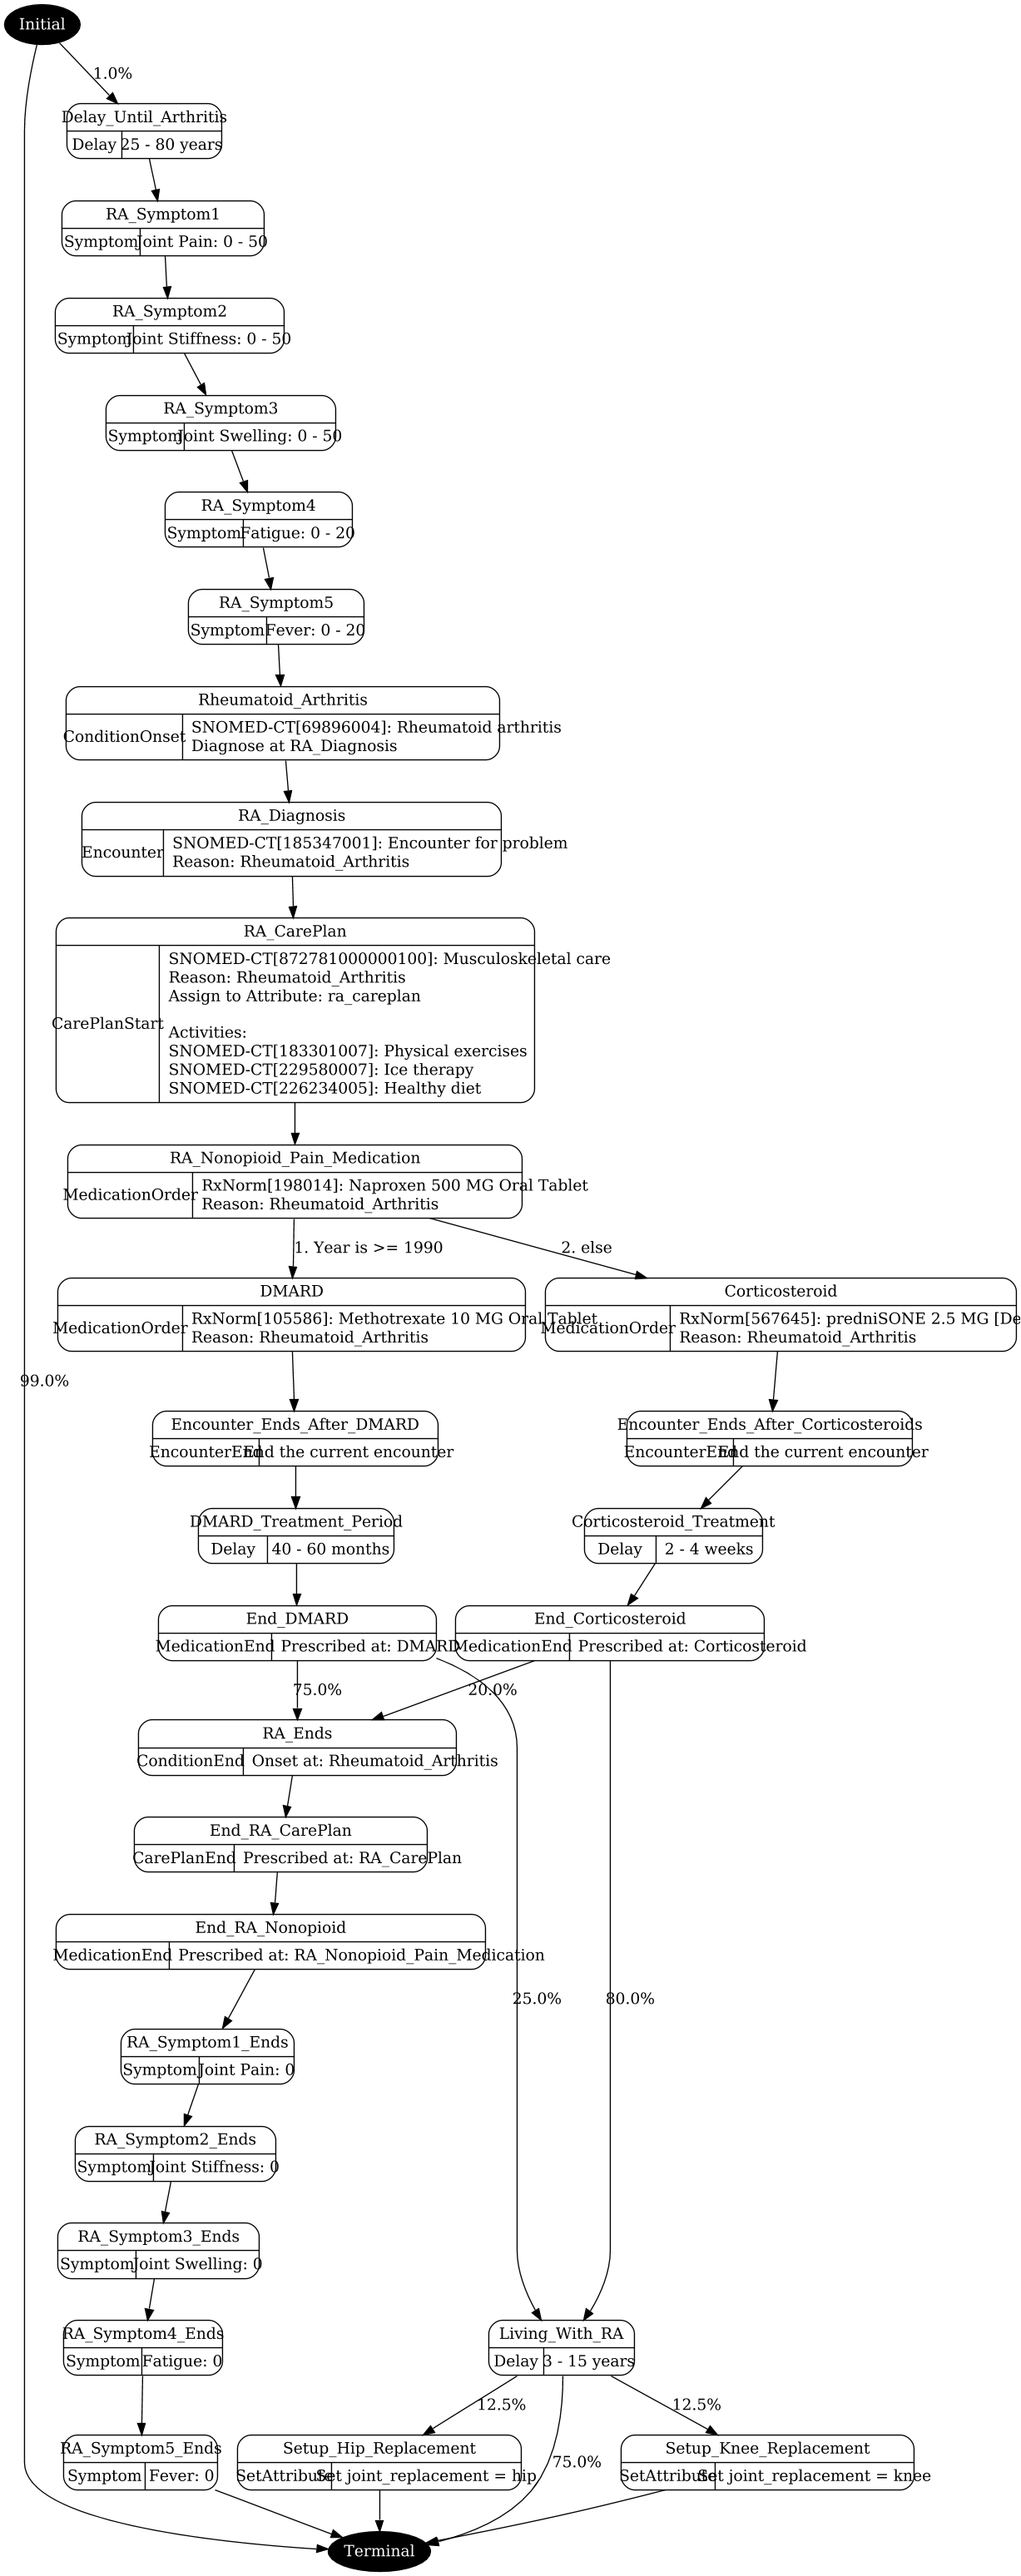 Initial
1.0%
Delay_Until_Arthritis
Delay 25 - 80 years
RA_Symptom1
Symptom Joint Pain: 0 - 50
RA_Symptom2
Symptom Joint Stiffness: 0 - 50
RA_Symptom3
Symptom Joint Swelling: 0 - 50
RA_Symptom4
Symptom Fatigue: 0 - 20
RA_Symptom5
Symptom Fever: 0 - 20
Rheumatoid_Arthritis
ConditionOnset
SNOMED-CT[69896004]: Rheumatoid arthritis
Diagnose at RA_Diagnosis
RA_Diagnosis
Encounter
SNOMED-CT[185347001]: Encounter for problem
Reason: Rheumatoid_Arthritis
RA_CarePlan
CarePlanStart
SNOMED-CT[872781000000100]: Musculoskeletal care
Reason: Rheumatoid_Arthritis
Assign to Attribute: ra_careplan
Activities:
SNOMED-CT[183301007]: Physical exercises
SNOMED-CT[229580007]: Ice therapy
SNOMED-CT[226234005]: Healthy diet
RA_Nonopioid_Pain_Medication
MedicationOrder
RxNorm[198014]: Naproxen 500 MG Oral Tablet
Reason: Rheumatoid_Arthritis
1. Year is >= 1990
2. else
DMARD
MedicationOrder
RxNorm[105586]: Methotrexate 10 MG Oral Tablet
Reason: Rheumatoid_Arthritis
Corticosteroid
MedicationOrder
RxNorm[567645]: predniSONE 2.5 MG [De
Reason: Rheumatoid_Arthritis
99.0%
Encounter_Ends_After_DMARD
EncounterEnd End the current encounter
Encounter_Ends_After_Corticosteroids
EncounterEnd End the current encounter
DMARD_Treatment_Period
Delay 40 - 60 months
Corticosteroid_Treatment
Delay 2 - 4 weeks
End_DMARD
MedicationEnd Prescribed at: DMARD
End_Corticosteroid
MedicationEnd Prescribed at: Corticosteroid
75.0%
20.0%
RA_Ends
ConditionEnd Onset at: Rheumatoid_Arthritis
End_RA_CarePlan
CarePlanEnd Prescribed at: RA_CarePlan
End_RA_Nonopioid
MedicationEnd Prescribed at: RA_Nonopioid_Pain_Medication
25.0%
80.0%
RA_Symptom1_Ends
Symptom Joint Pain: 0
RA_Symptom2_Ends
Symptom Joint Stiffness: 0
RA_Symptom3_Ends
Symptom Joint Swelling: 0
RA_Symptom4_Ends
Symptom Fatigue: 0
Living_With_RA
Delay 3 - 15 years
12.5%
12.5%
RA_Symptom5_Ends
Symptom Fever: 0
Setup_Hip_Replacement
SetAttribute Set joint_replacement = hip
75.0%
Setup_Knee_Replacement
SetAttribute Set joint_replacement = knee
Terminal